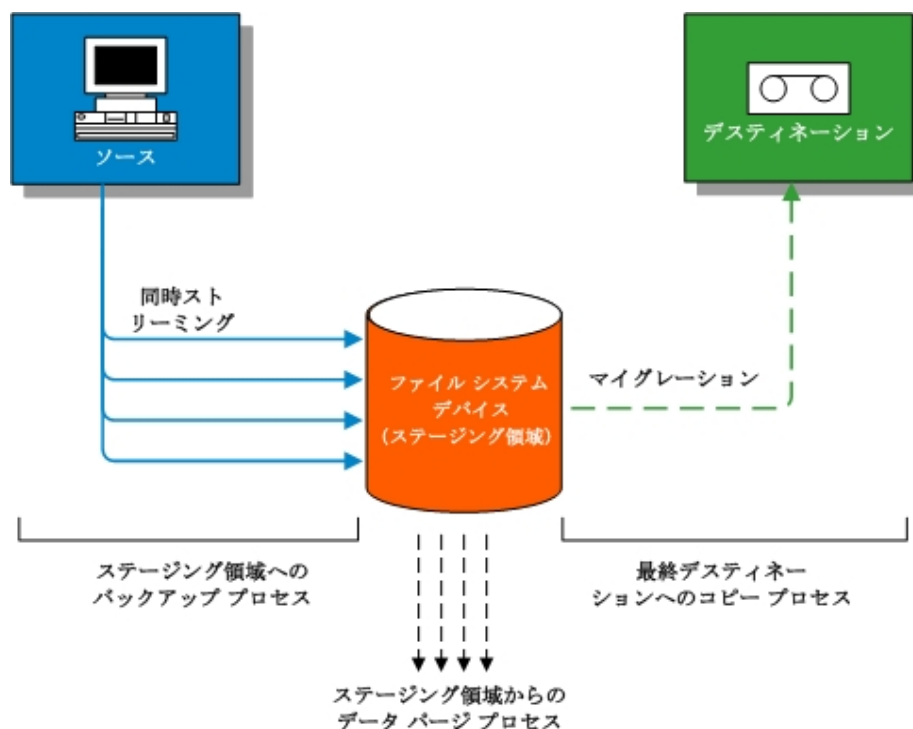 ソース
デスティネーション
同時スト
リーミング
ファイル システム
デバイス
(ステージング領域)
マイグレーション
ステージング領域への
バックアップ プロセス
最終デスティネー
ションへのコピー プロセス
ステージング領域からの
データ パージ プロセス